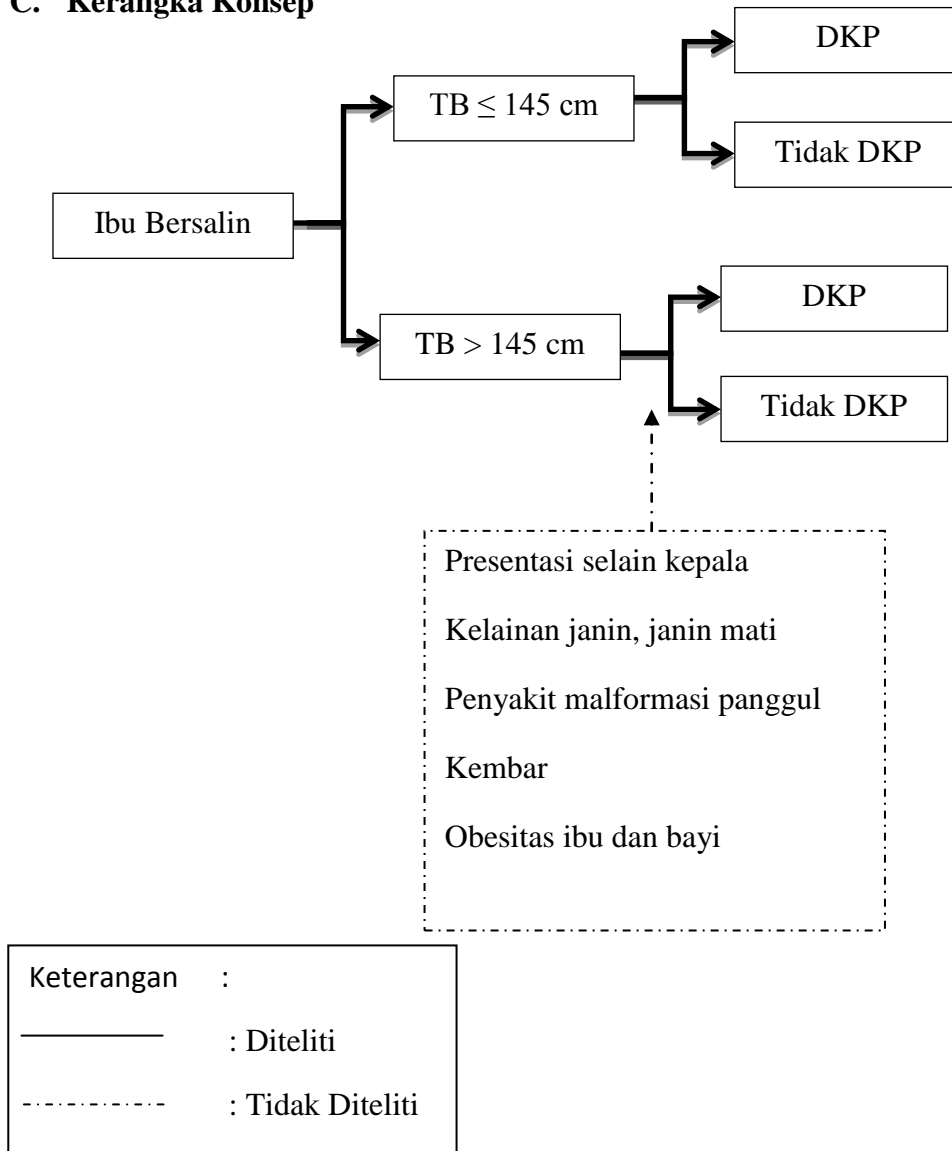 C. Kerangka Konsep
DKP
TB ≤ 145 cm
Tidak DKP
Ibu Bersalin
DKP
TB > 145 cm
Tidak DKP
Presentasi selain kepala
Kelainan janin, janin mati
Penyakit malformasi panggul
Kembar
Obesitas ibu dan bayi
Keterangan :
: Diteliti
: Tidak Diteliti